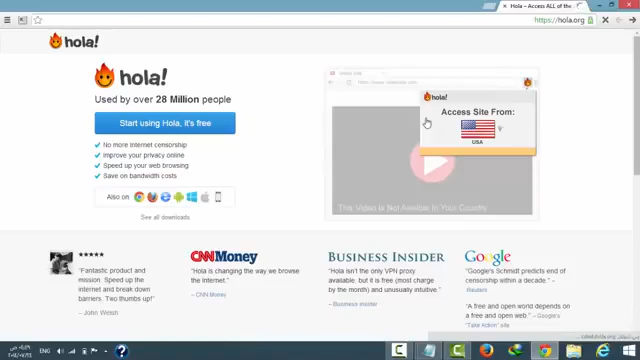 Hola – Access ALL of the
https://hola.org
hola!
hola!
Used by over 28 Million people
Start using Hola, it's free
No more Internet censorship
Improve your privacy online
Speed up your web browsing
Save on bandwidth costs
Also on
See all downloads
hola!
Access Site From:
USA
This Video is Not Available in Your Country
"Fantastic product and
mission. Speed up the
internet and break down
barriers. Two thumbs up!"
– John Welsh
CNNMoney
"Hola is changing the way we
browse the Internet."
– CNN Money
BUSINESS INSIDER
"Hola isn't the only VPN proxy
available. but it is free (most
charge by the month) and
unusually intuitive."
– Business Insider
Google
"Google's Schmidt predicts end of
censorship within a decade." –
Reuters
"A free and open world depends on
a free and open web." – Google's
"Take Action" site
EN